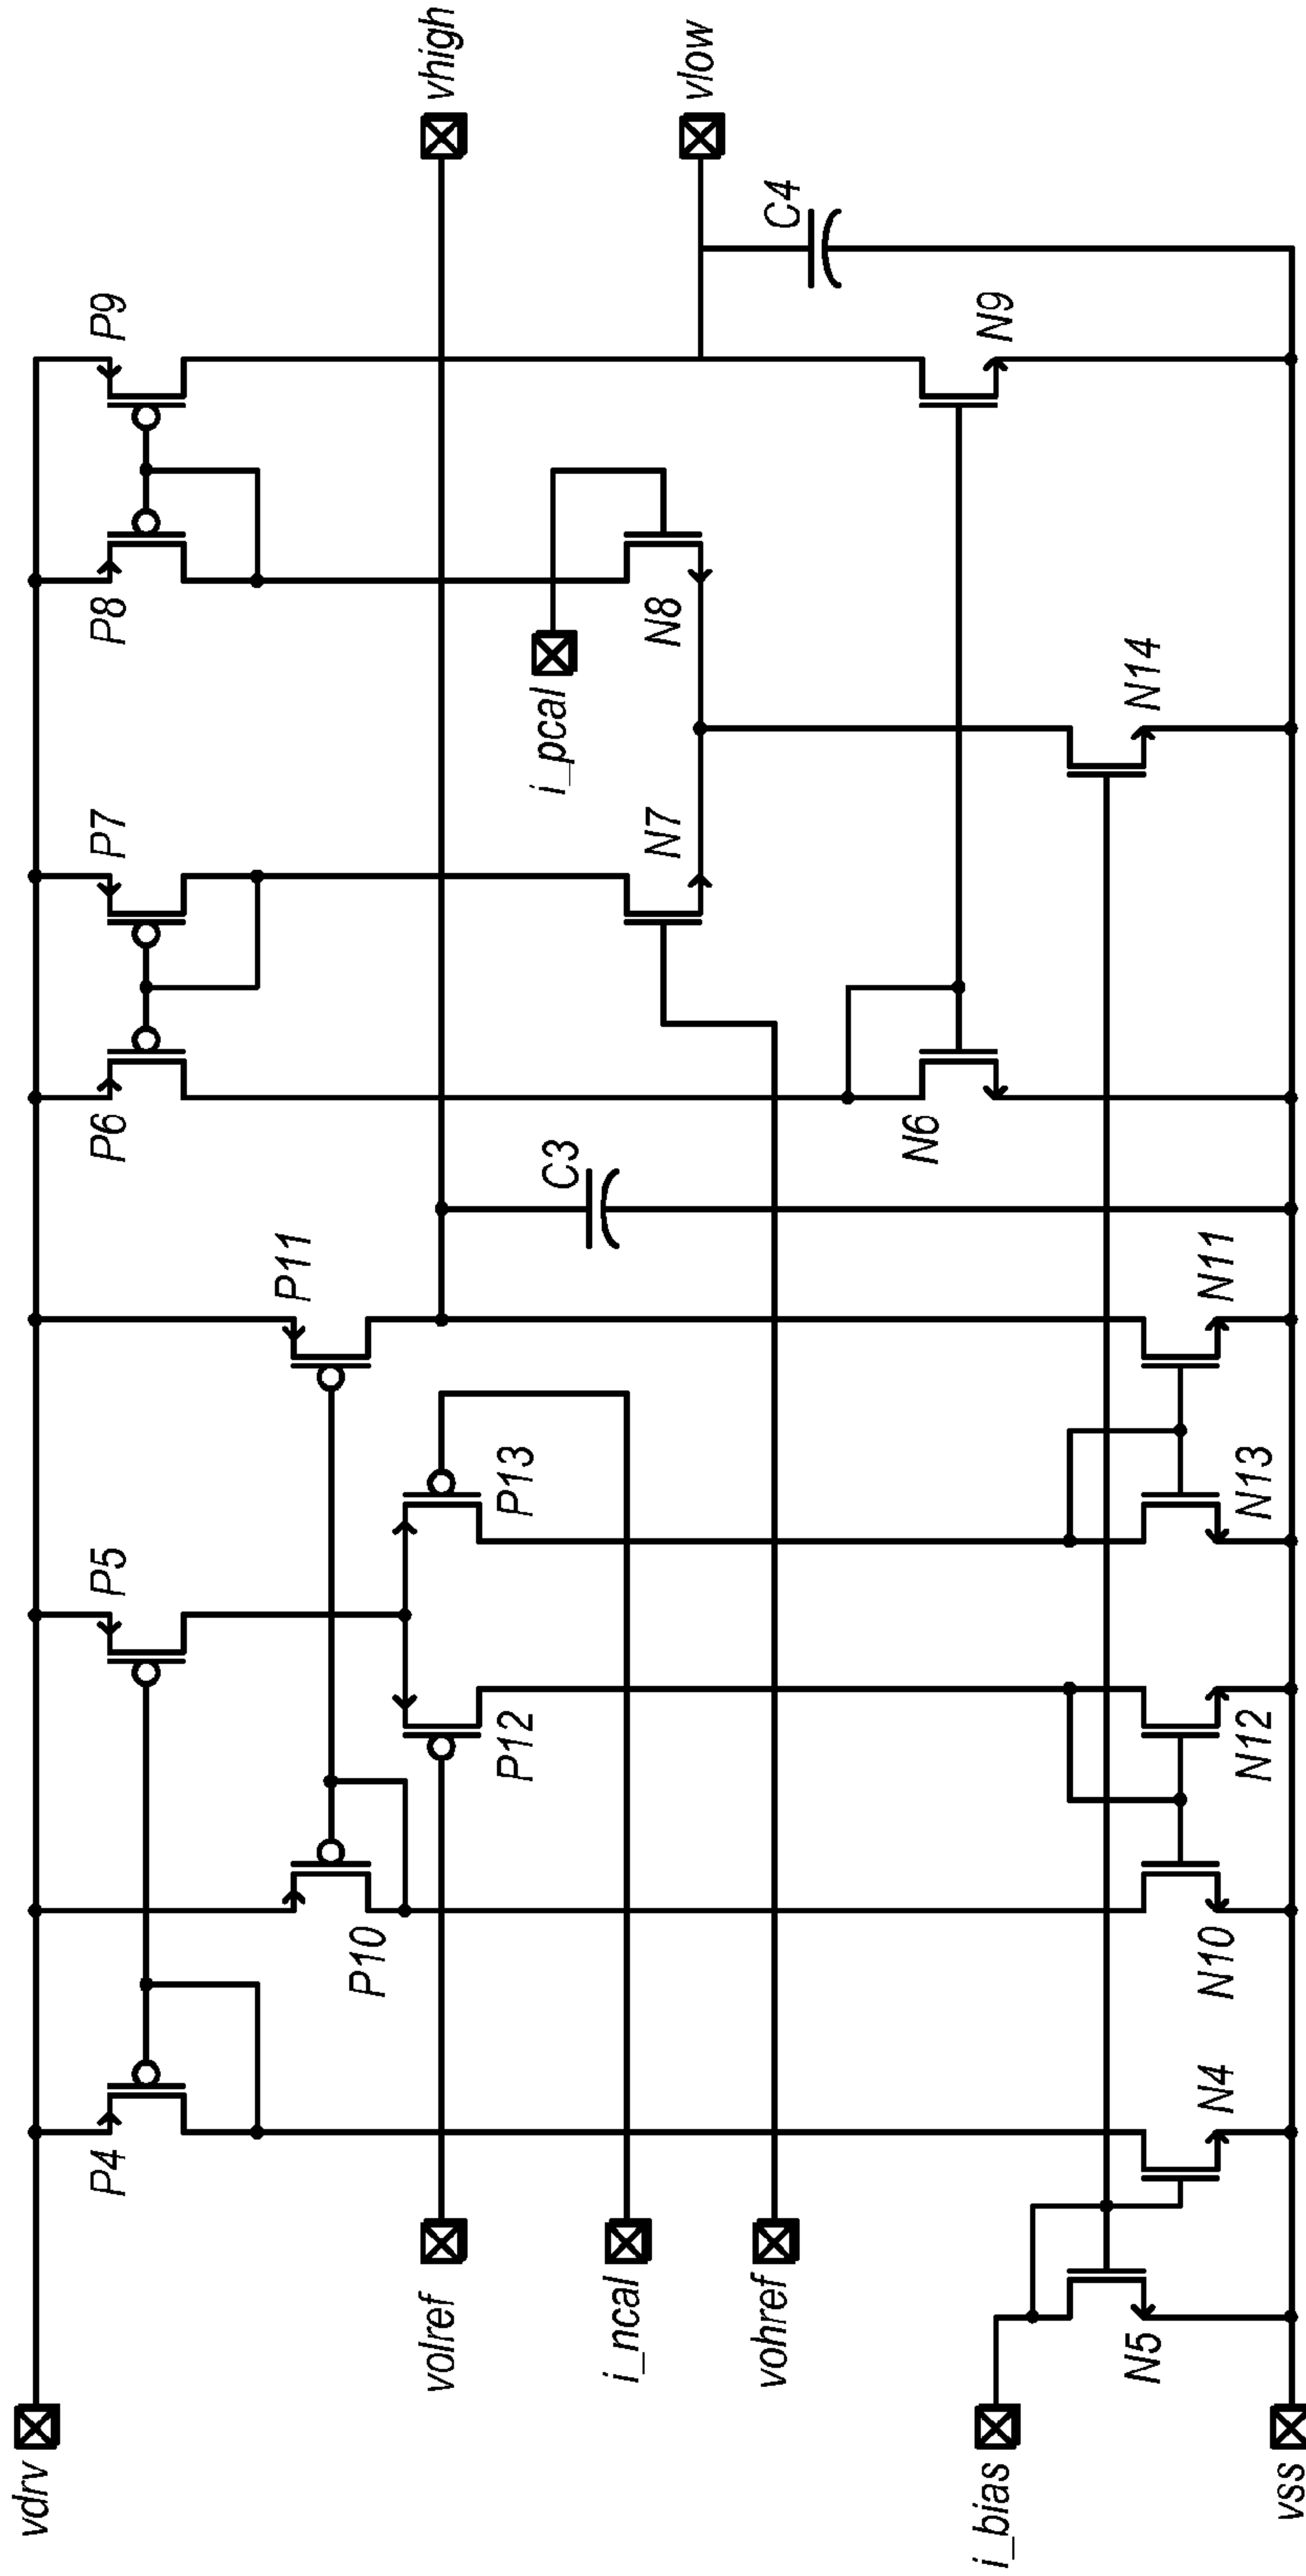 vdrv
P4
P5
P7
P8
P9
P6
P10
P11
vhigh
volref
P12
P13
C3
i_pcal
i_ncal
N7
N8
vlow
vohref
C4
N6
N9
i_bias
N5
N14
N4
N10
N12
N13
N11
vss